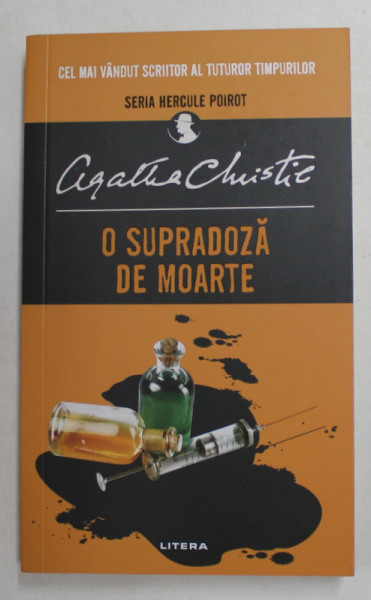 CEL MAI VÂNDUT SCRIITOR AL TUTUROR TIMPURILOR
SERIA HERCULE POIROT
Agatha Christie
O SUPRADOZĂ
DE MOARTE
LITERA